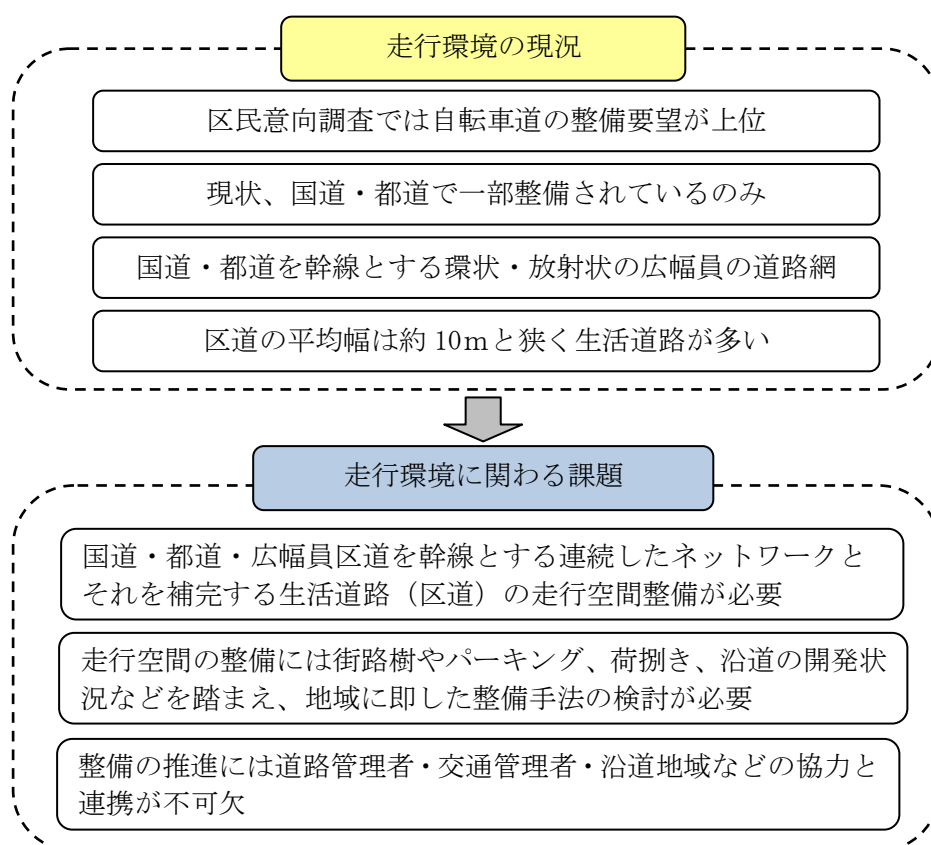 走行環境の現況
区民意向調査では自転車道の整備要望が上位
現状、国道・都道で一部整備されているのみ
国道・都道を幹線とする環状・放射状の広幅員の道路網
区道の平均幅は約 10ｍと狭く生活道路が多い
走行環境に関わる課題
国道・都道・広幅員区道を幹線とする連続したネットワークと
それを補完する生活道路（区道）の走行空間整備が必要
走行空間の整備には街路樹やパーキング、荷捌き、沿道の開発状
況などを踏まえ、地域に即した整備手法の検討が必要
整備の推進には道路管理者・交通管理者・沿道地域などの協力と
連携が不可欠